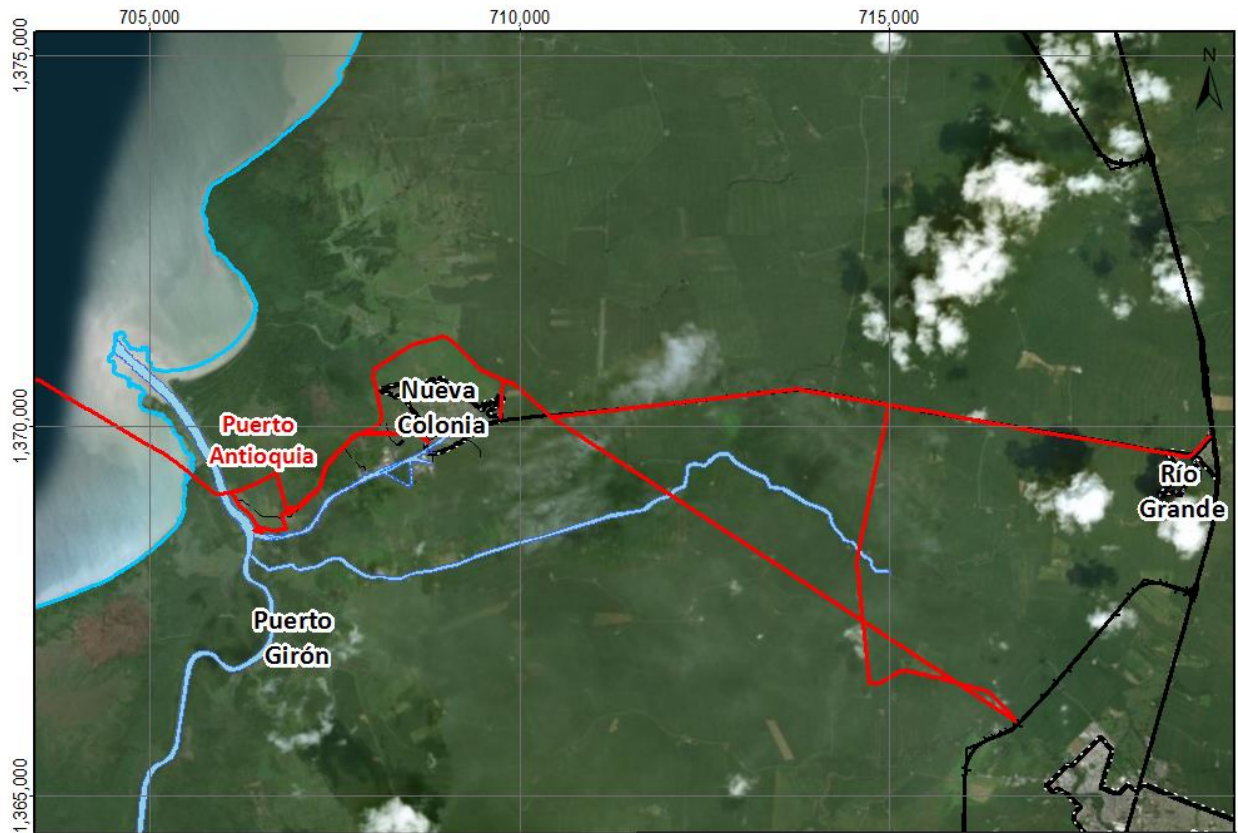 705,000
710,000
715,000
1,375,000
N
Nueva
Colonia
Puerto
Antioquia
1,370,000
Río
Grande
Puerto
Girón
1,365,000